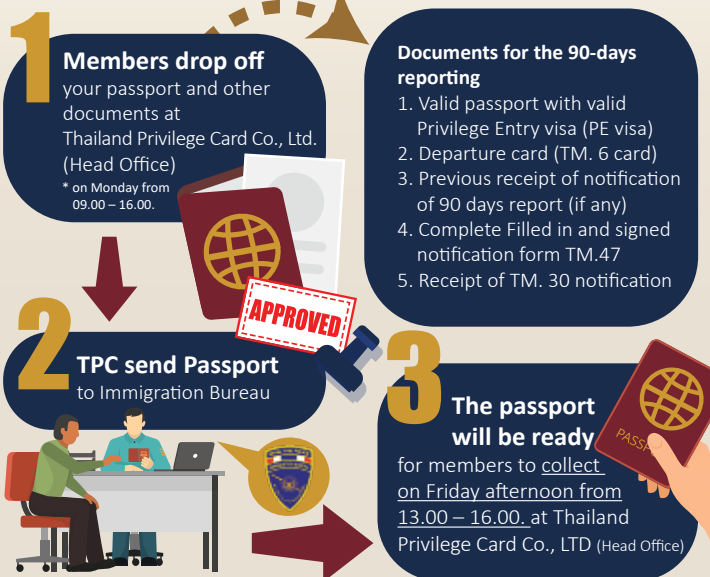 1
Members drop off
your passport and other
documents at
Thailand Privilege Card Co., Ltd.
(Head Office)
* on Monday from
09.00 – 16.00.
Documents for the 90-days
reporting
1. Valid passport with valid
Privilege Entry visa (PE visa)
2. Departure card (TM. 6 card)
3. Previous receipt of notification
of 90 days report (if any)
4. Complete Filled in and signed
notification form TM.47
5. Receipt of TM. 30 notification
APPROVED
2
TPC send Passport
to Immigration Bureau
3
The passport
will be ready
for members to collect
on Friday afternoon from
13.00 – 16.00. at Thailand
Privilege Card Co., LTD (Head Office)